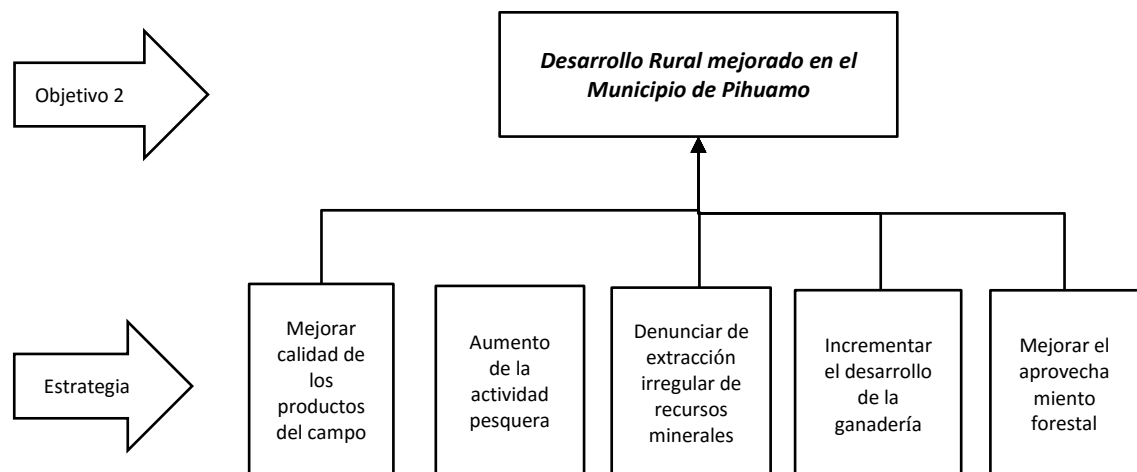 Objetivo 2
Desarrollo Rural mejorado en el
Municipio de Pihuamo
Estrategia
Mejorar
calidad de
los
productos
del campo
Aumento
de la
actividad
pesquera
Denunciar de
extracción
irregular de
recursos
minerales
Incrementar
el desarrollo
de la
ganadería
Mejorar el
aprovecha
miento
forestal